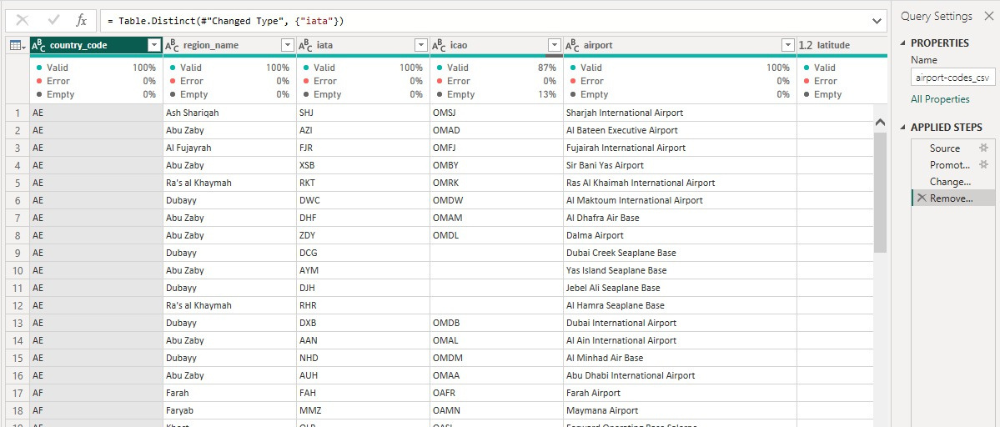 = Table.Distinct(#"Changed Type", {"iata"})
Query Settings
PROPERTIES
Name
airport-codes_csv
All Properties
APPLIED STEPS
Source
Promot...
Change...
Remove...
country_code region_name iata icao airport 1.2 latitude
Valid 100% Valid 100% Valid 100% Valid 87% Valid 100% Valid
Error 0% Error 0% Error 0% Error 0% Error 0% Error
Empty 0% Empty 0% Empty 0% Empty 13% Empty 0% Empty
1 AE Ash Shariqah SHJ OMSJ Sharjah International Airport
2 AE Abu Zaby AZI OMAD Al Bateen Executive Airport
3 AE Al Fujayrah FJR OMFJ Fujairah International Airport
4 AE Abu Zaby XSB OMBY Sir Bani Yas Airport
5 AE Ra's al Khaymah RKT OMRK Ras Al Khaimah International Airport
6 AE Dubayy DWC OMDW Al Maktoum International Airport
7 AE Abu Zaby DHF OMAM Al Dhafra Air Base
8 AE Abu Zaby ZDY OMDL Dalma Airport
9 AE Dubayy DCG Dubai Creek Seaplane Base
10 AE Abu Zaby AYM Yas Island Seaplane Base
11 AE Dubayy DJH Jebel Ali Seaplane Base
12 AE Ra's al Khaymah RHR Al Hamra Seaplane Base
13 AE Dubayy DXB OMDB Dubai International Airport
14 AE Abu Zaby AAN OMAL Al Ain International Airport
15 AE Dubayy NHD OMDM Al Minhad Air Base
16 AE Abu Zaby AUH OMAA Abu Dhabi International Airport
17 AF Farah FAH OAFR Farah Airport
18 AF Faryab MMZ OAMN Maymana Airport